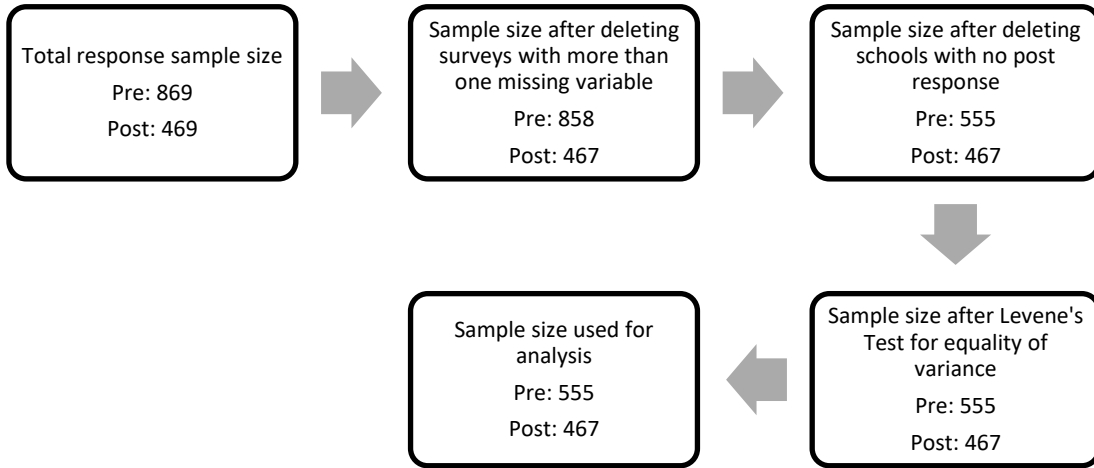 Total response sample size
Pre: 869
Post: 469
Sample size after deleting
surveys with more than
one missing variable
Pre: 858
Post: 467
Sample size after deleting
schools with no post
response
Pre: 555
Post: 467
Sample size after Levene's
Test for equality of
variance
Pre: 555
Post: 467
Sample size used for
analysis
Pre: 555
Post: 467